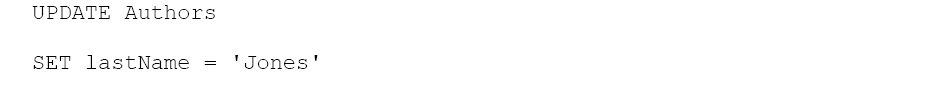 UPDATE Authors
SET lastName = 'Jones'